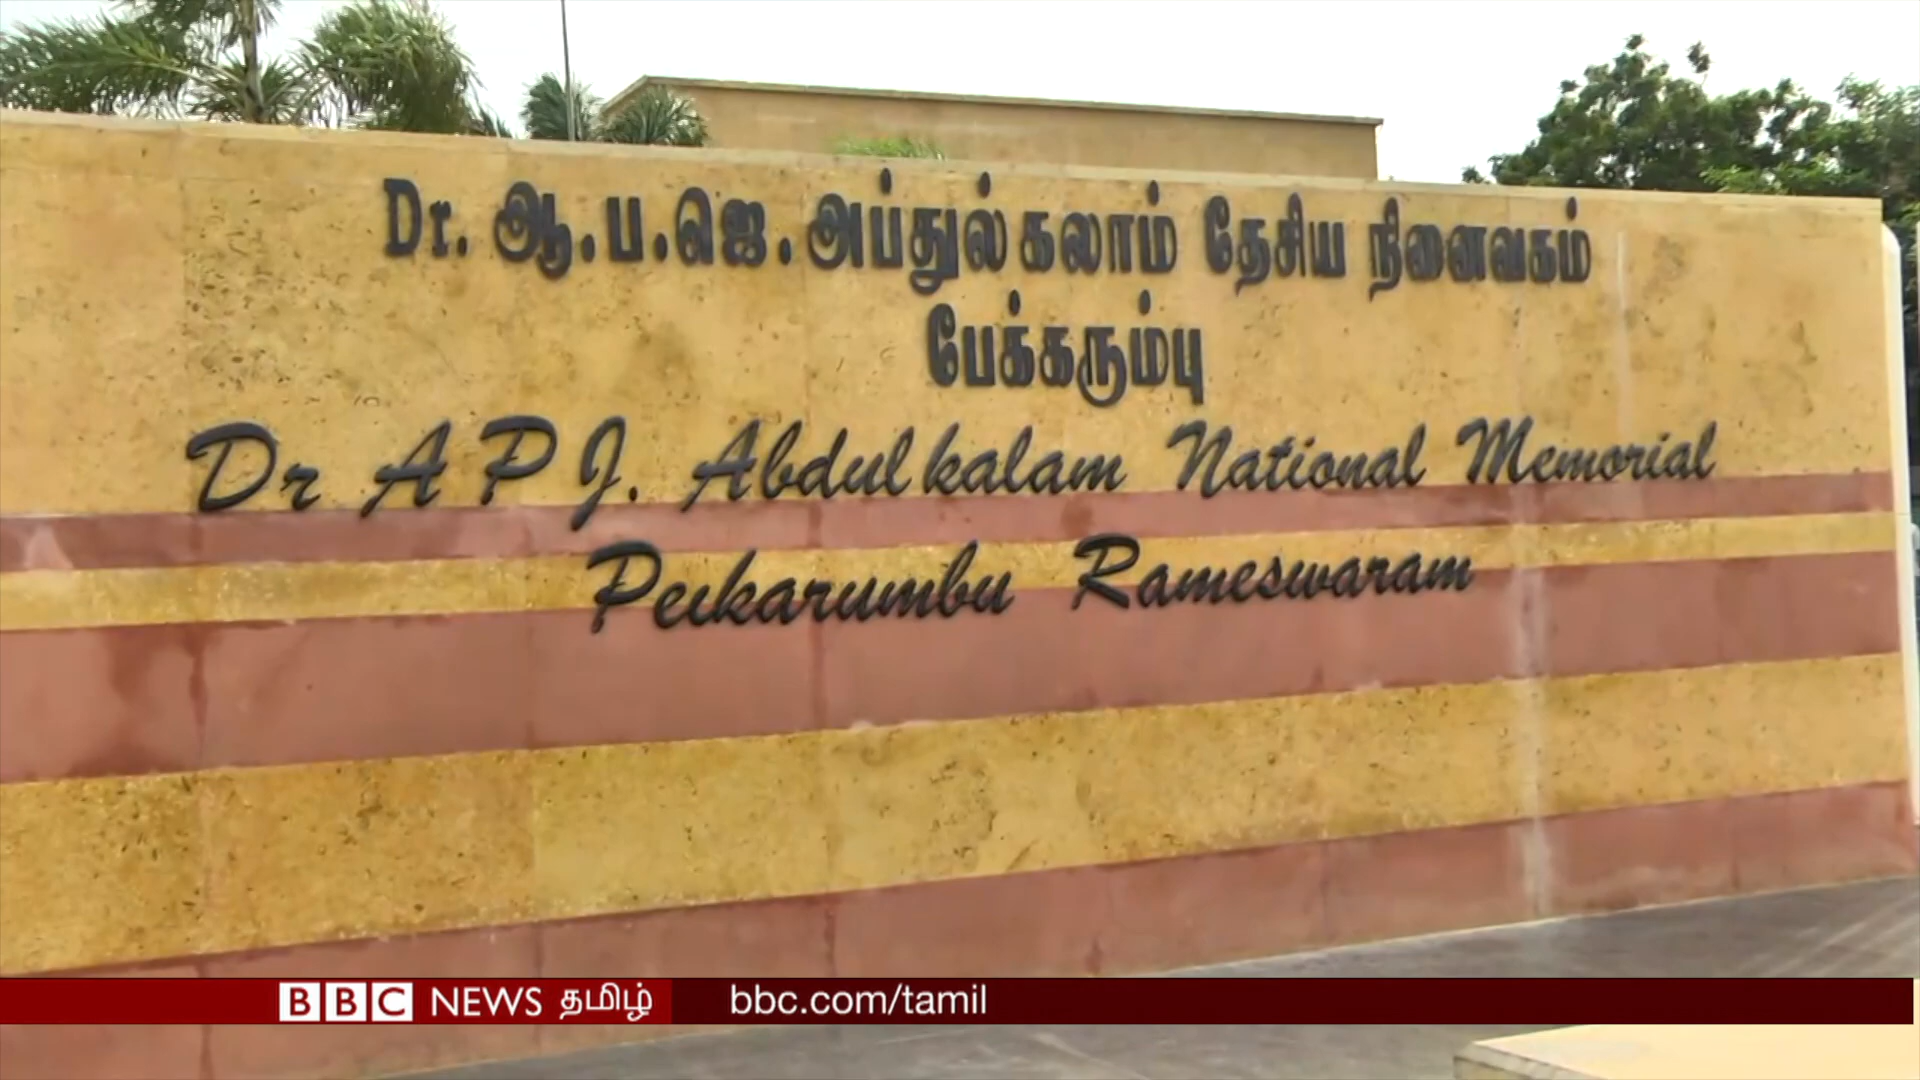 Dr. ஆ.ப.ஜெ.அப்துல் கலாம் தேசிய நினைவகம்
பேக்கரும்பு
Dr A P J. Abdul kalam National Memorial
Peikarumbu Rameswaram
BBC NEWS தமிழ் bbc.com/tamil